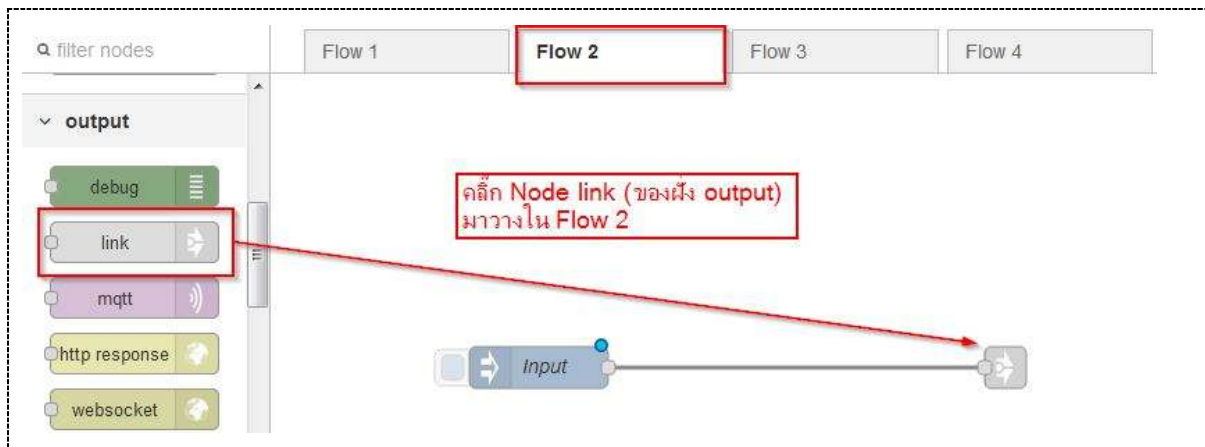 filter nodes
Flow 1
Flow 2
Flow 3
Flow 4
output
debug
link
mqtt
http response
websocket
คลิ๊ก Node link (ของฝั่ง output)
มาวางใน Flow 2
Input